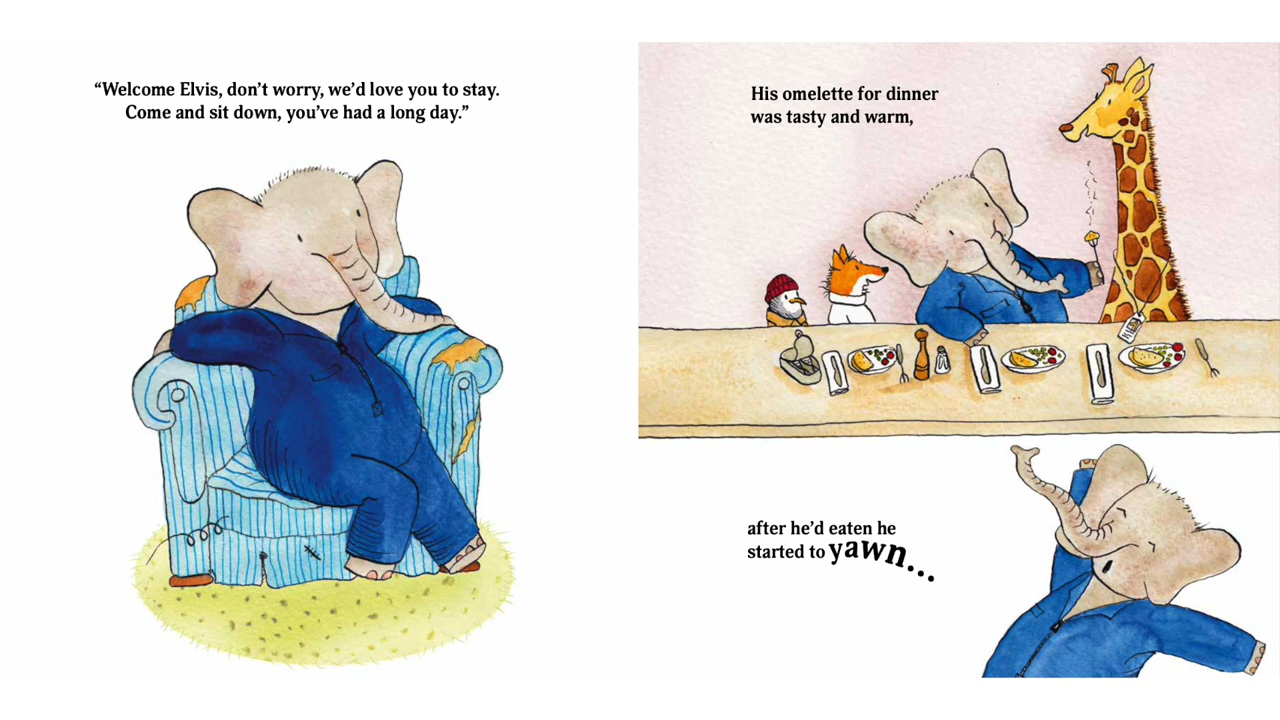 “Welcome Elvis, don’t worry, we’d love you to stay.
Come and sit down, you’ve had a long day.”
His omelette for dinner
was tasty and warm,
after he’d eaten he
started to yawn...